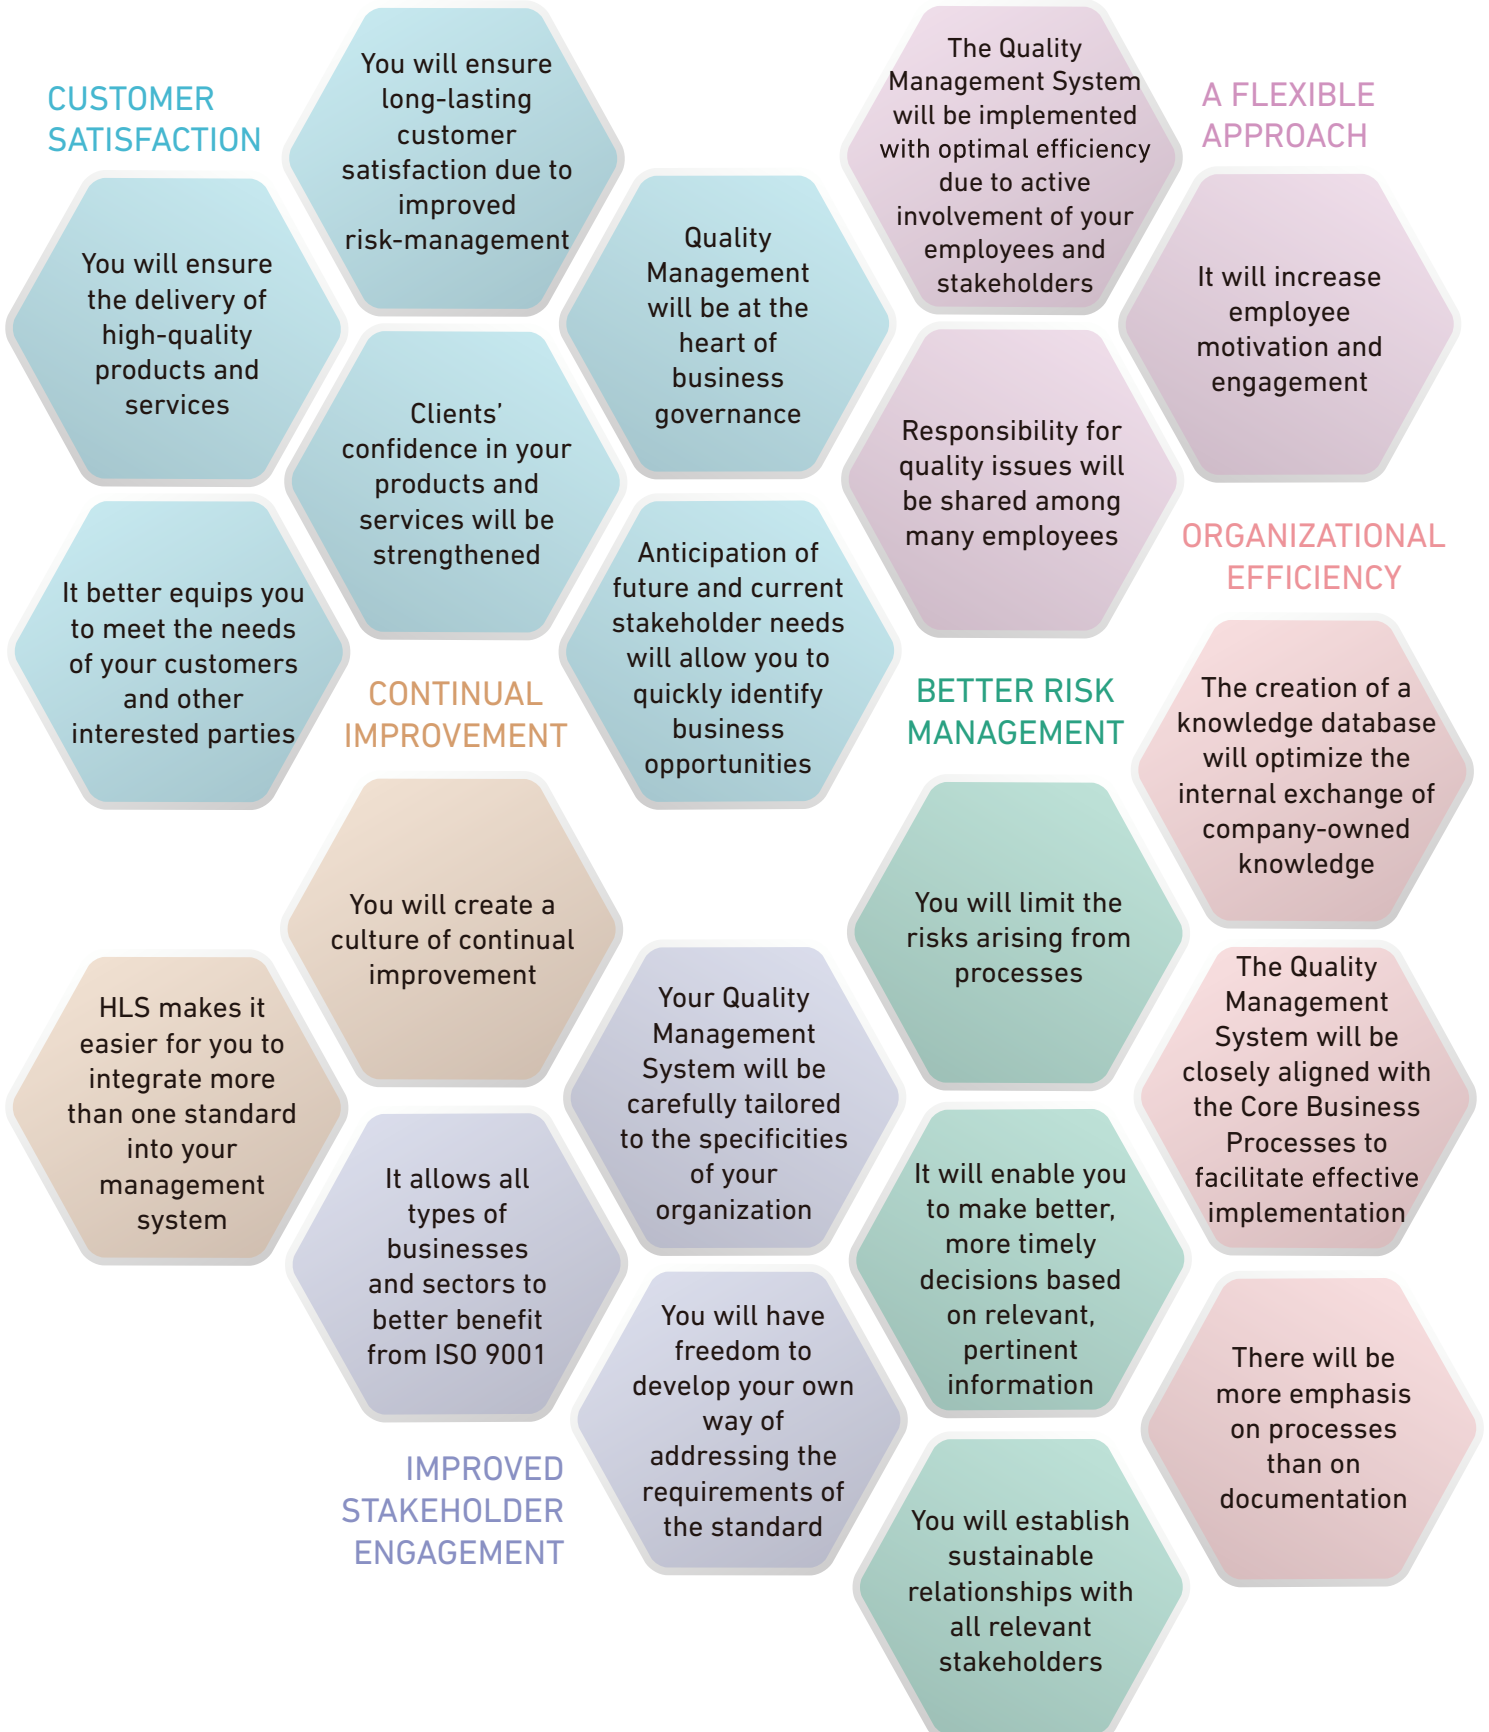 CUSTOMER
SATISFACTION
You will ensure
long-lasting
customer
satisfaction due to
improved
risk-management
You will ensure
the delivery of
high-quality
products and
services
Quality
Management
will be at the
heart of
business
governance
Clients’
confidence in your
products and
services will be
strengthened
It better equips you
to meet the needs
of your customers
and other
interested parties
Anticipation of
future and current
stakeholder needs
will allow you to
quickly identify
business
opportunities
A FLEXIBLE
APPROACH
The Quality
Management System
will be implemented
with optimal efficiency
due to active
involvement of your
employees and
stakeholders
It will increase
employee
motivation and
engagement
Responsibility for
quality issues will
be shared among
many employees
CONTINUAL
IMPROVEMENT
You will create a
culture of continual
improvement
HLS makes it
easier for you to
integrate more
than one standard
into your
management
system
BETTER RISK
MANAGEMENT
You will limit the
risks arising from
processes
It will enable you
to make better,
more timely
decisions based
on relevant,
pertinent
information
You will establish
sustainable
relationships with
all relevant
stakeholders
ORGANIZATIONAL
EFFICIENCY
The creation of a
knowledge database
will optimize the
internal exchange of
company-owned
knowledge
The Quality
Management
System will be
closely aligned with
the Core Business
Processes to
facilitate effective
implementation
There will be
more emphasis
on processes
than on
documentation
Your Quality
Management
System will be
carefully tailored
to the specificities
of your
organization
It allows all
types of
businesses
and sectors to
better benefit
from ISO 9001
You will have
freedom to
develop your own
way of
addressing the
requirements of
the standard
IMPROVED
STAKEHOLDER
ENGAGEMENT